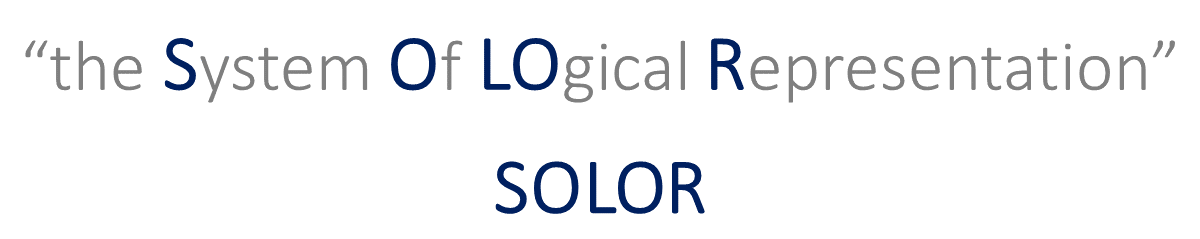 “the System Of LOgical Representation”
SOLOR